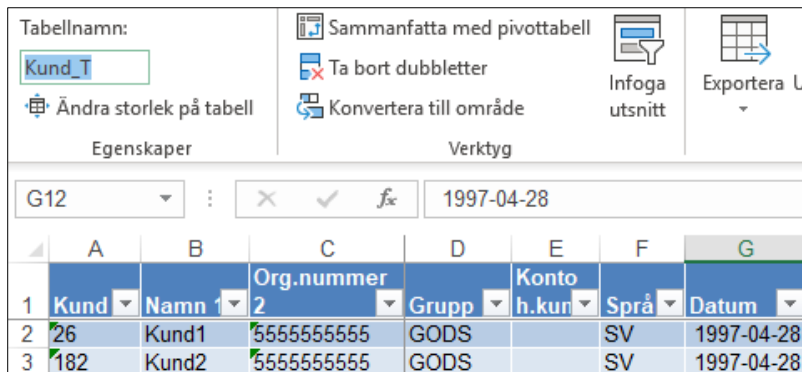 Tabellnamn:
Kund_T
Ändra storlek på tabell
Egenskaper
Sammanfatta med pivottabell
Ta bort dubbletter
Konvertera till område
Verktyg
Infoga
utsnitt
Exportera U
G12 fx 1997-04-28
A B C D E F G
1 Kund Namn 1 Org.nummer 2 Grupp Konto h.kun Språ Datum
2 26 Kund1 5555555555 GODS SV 1997-04-28
3 182 Kund2 5555555555 GODS SV 1997-04-28